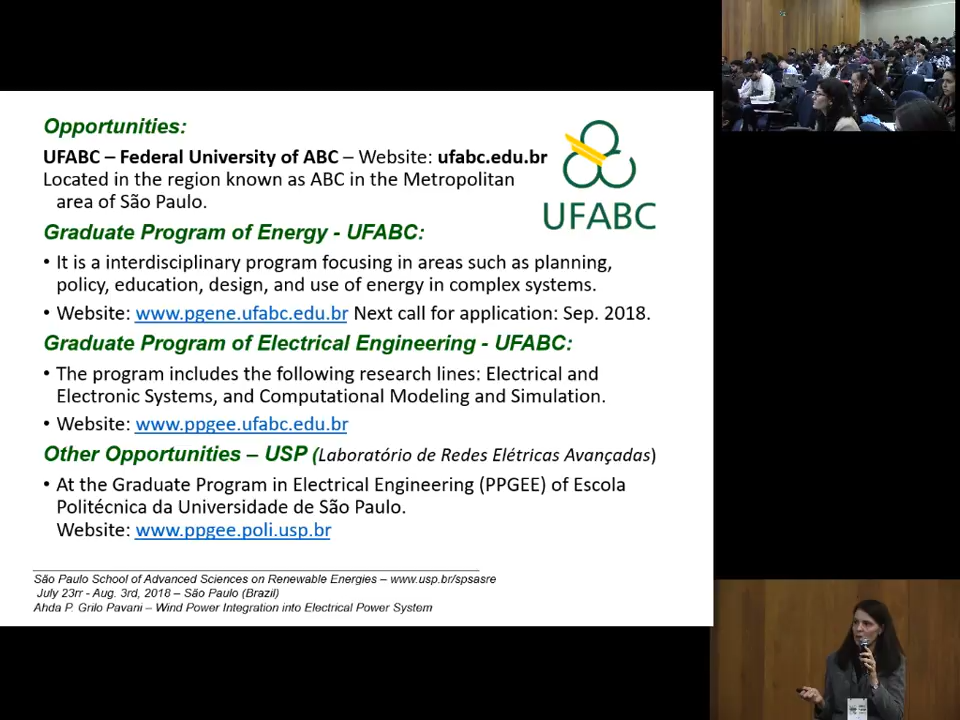 Opportunities:
UFABC – Federal University of ABC – Website: ufabc.edu.br
Located in the region known as ABC in the Metropolitan
area of São Paulo.
UFABC
Graduate Program of Energy - UFABC:
• It is a interdisciplinary program focusing in areas such as planning,
policy, education, design, and use of energy in complex systems.
• Website: www.pgene.ufabc.edu.br Next call for application: Sep. 2018.
Graduate Program of Electrical Engineering - UFABC:
• The program includes the following research lines: Electrical and
Electronic Systems, and Computational Modeling and Simulation.
• Website: www.ppgee.ufabc.edu.br
Other Opportunities – USP (Laboratório de Redes Elétricas Avançadas)
• At the Graduate Program in Electrical Engineering (PPGEE) of Escola
Politécnica da Universidade de São Paulo.
Website: www.ppgee.poli.usp.br
São Paulo School of Advanced Sciences on Renewable Energies – www.usp.br/spsasre
July 23rr - Aug. 3rd, 2018 – São Paulo (Brazil)
Ahda P. Grilo Pavani – Wind Power Integration into Electrical Power System